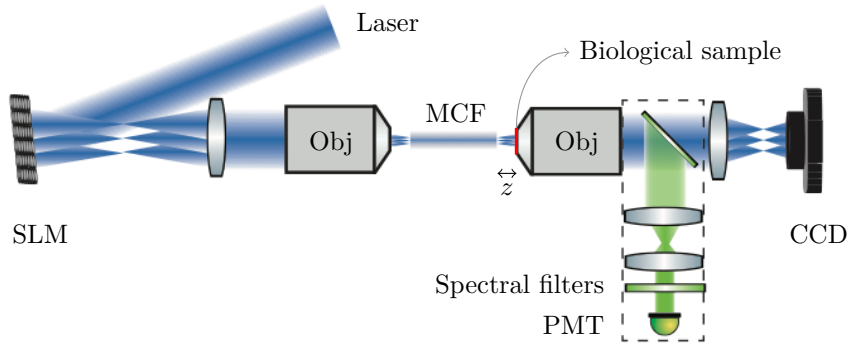 Laser
Biological sample
MCF
Obj
Obj
z
SLM
CCD
Spectral filters
PMT